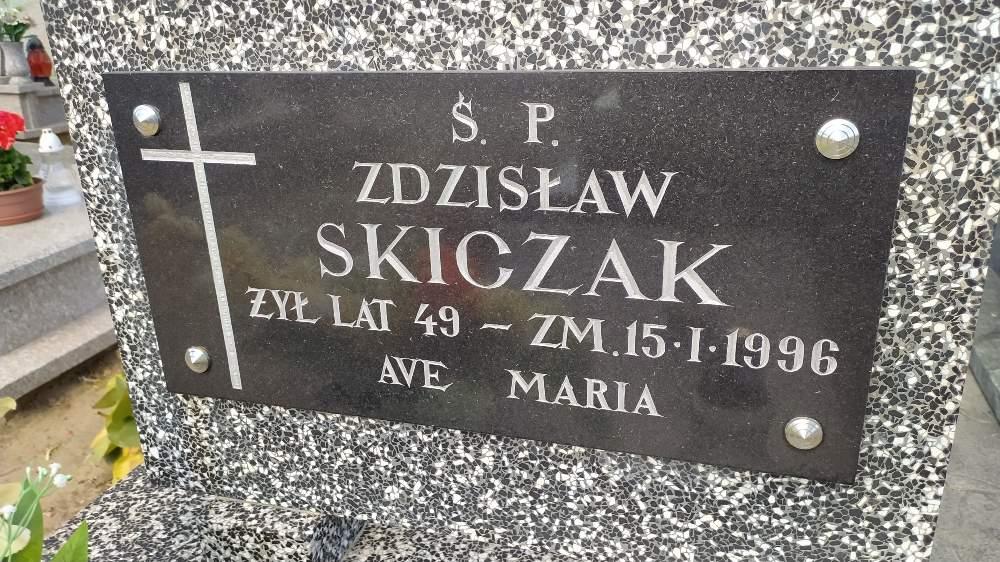 Ś. P.
ZDZISŁAW
SKICZAK
ŻYŁ LAT 49 – ZM. 15·I·1996
AVE MARIA